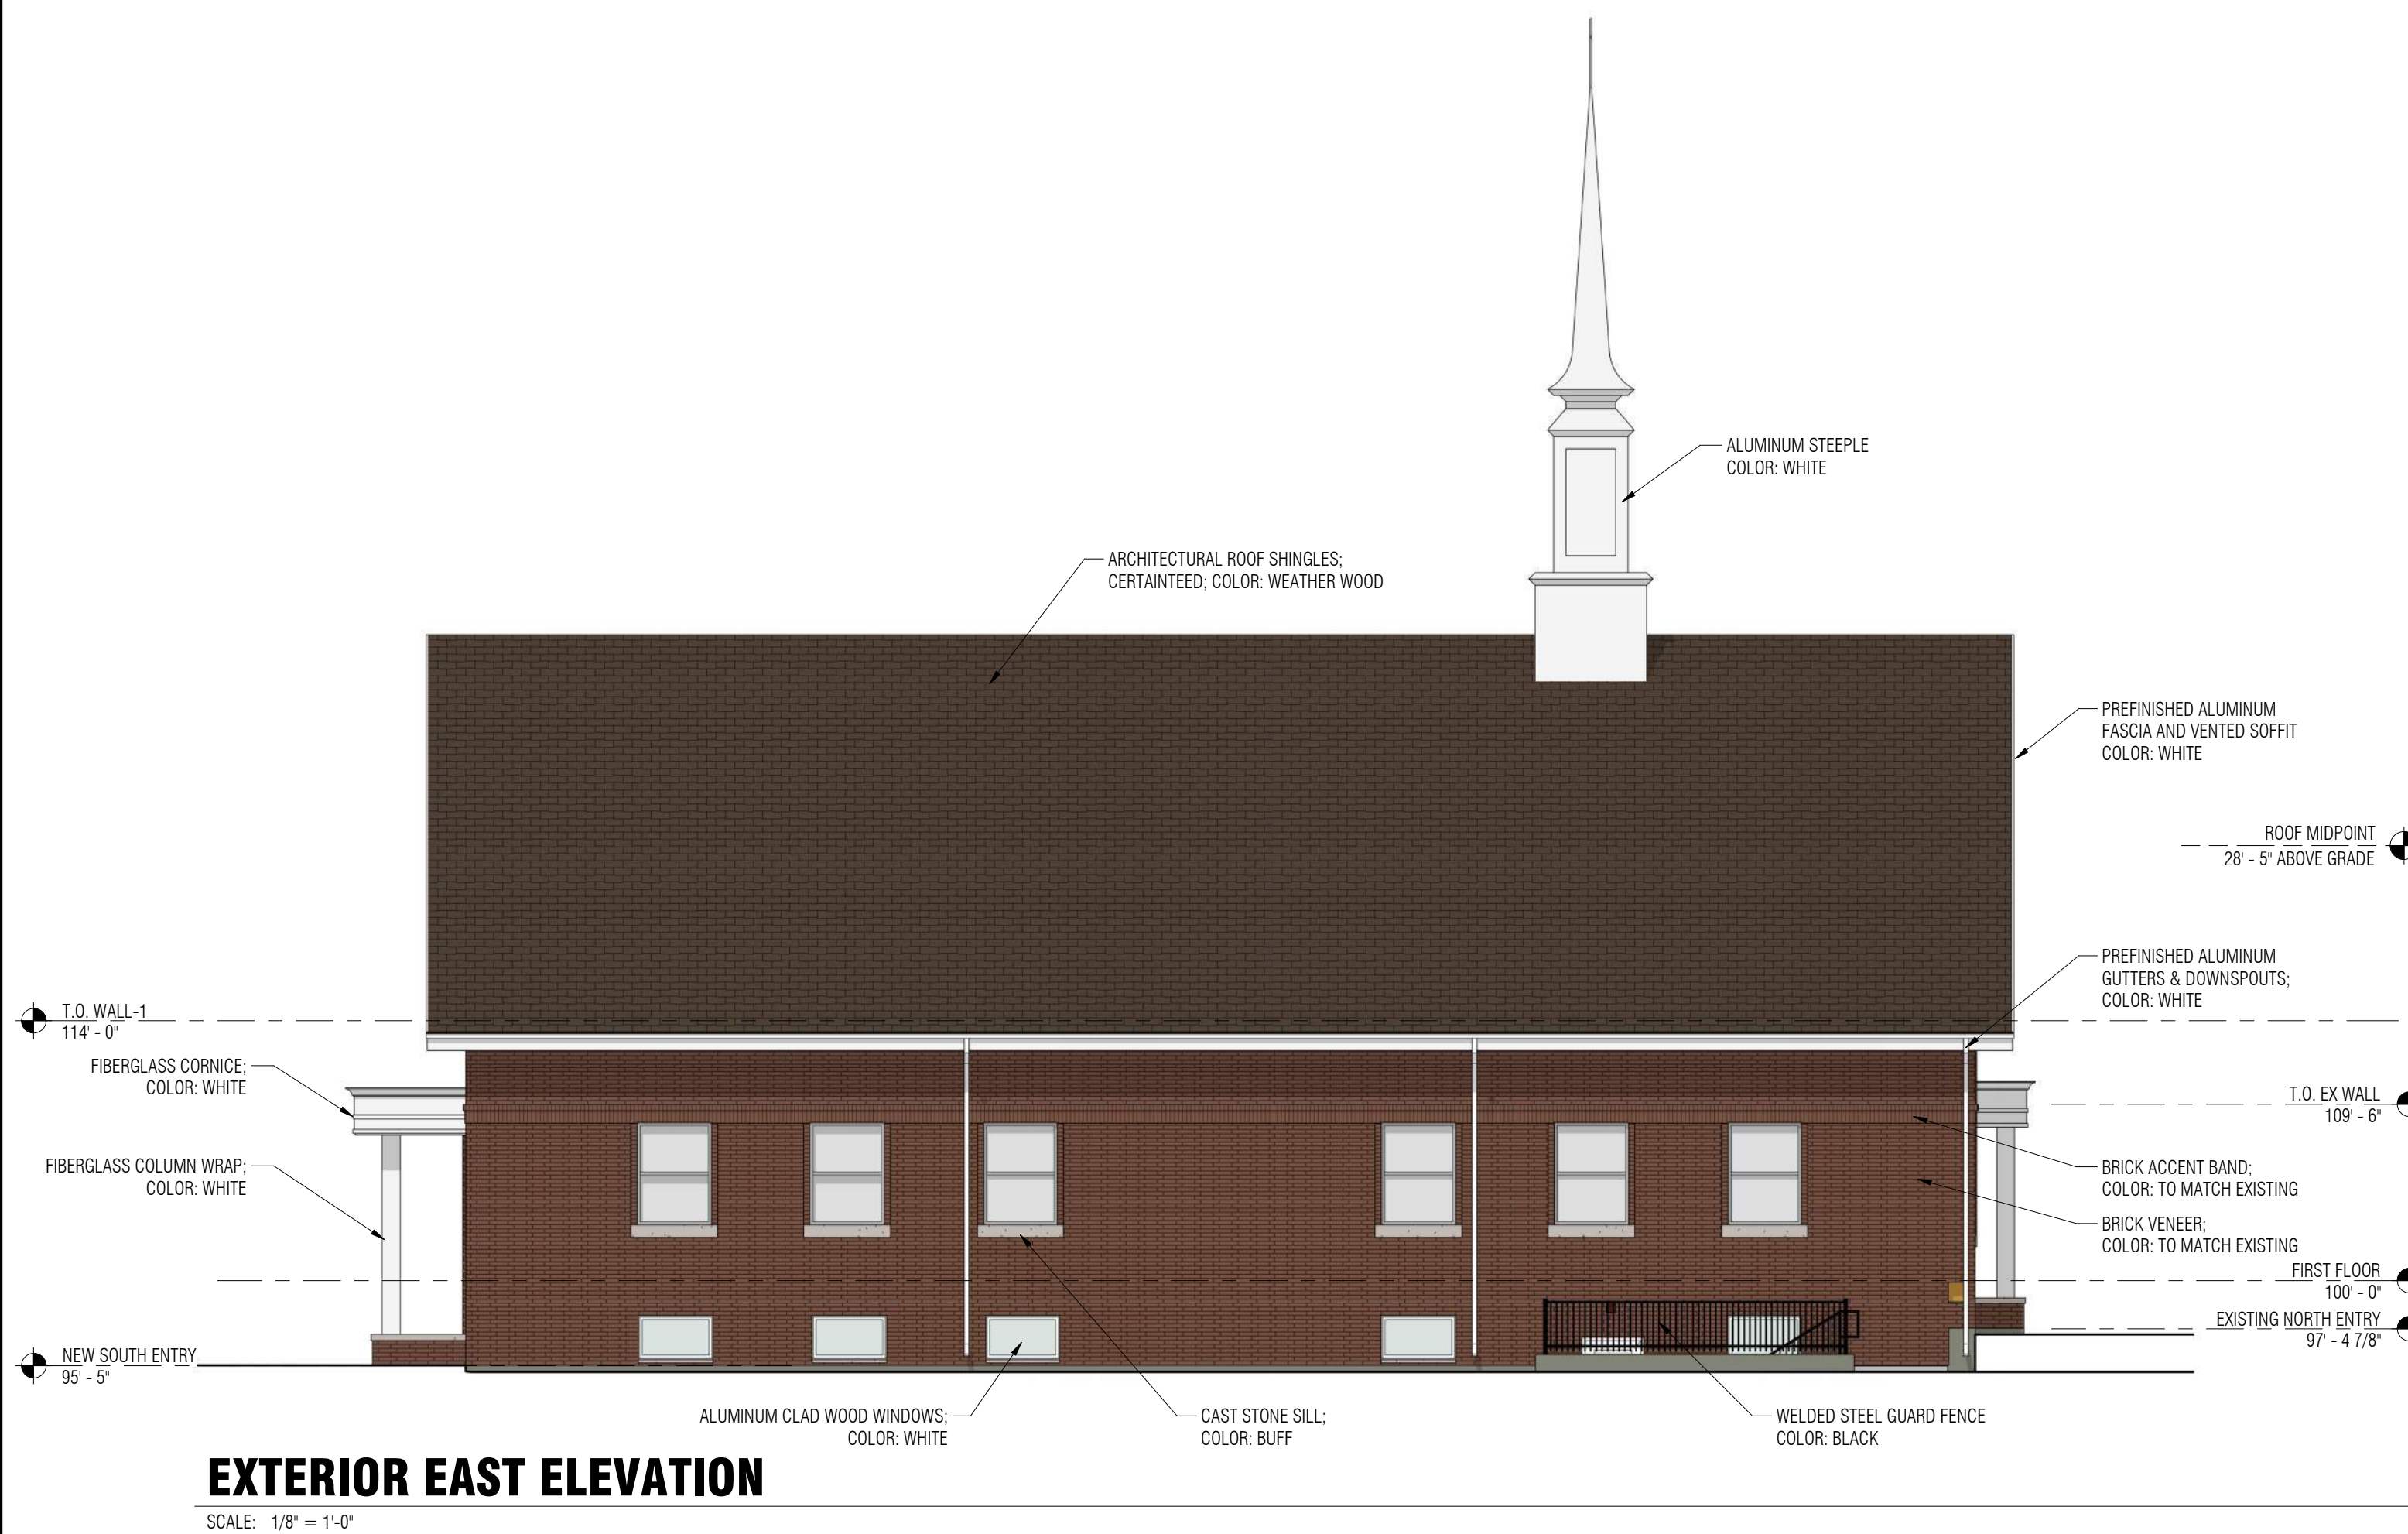 ALUMINUM STEEPLE
COLOR: WHITE
ARCHITECTURAL ROOF SHINGLES;
CERTAINTEED; COLOR: WEATHER WOOD
PREFINISHED ALUMINUM
FASCIA AND VENTED SOFFIT
COLOR: WHITE
ROOF MIDPOINT
28' - 5" ABOVE GRADE
PREFINISHED ALUMINUM
GUTTERS & DOWNSPOUTS;
COLOR: WHITE
T.O. WALL-1
114' - 0"
FIBERGLASS CORNICE;
COLOR: WHITE
T.O. EX WALL
109' - 6"
FIBERGLASS COLUMN WRAP;
COLOR: WHITE
BRICK ACCENT BAND;
COLOR: TO MATCH EXISTING
BRICK VENEER;
COLOR: TO MATCH EXISTING
FIRST FLOOR
100' - 0"
EXISTING NORTH ENTRY
97' - 4 7/8"
NEW SOUTH ENTRY
95' - 5"
ALUMINUM CLAD WOOD WINDOWS;
COLOR: WHITE
CAST STONE SILL;
COLOR: BUFF
WELDED STEEL GUARD FENCE
COLOR: BLACK
EXTERIOR EAST ELEVATION
SCALE: 1/8" = 1'-0"